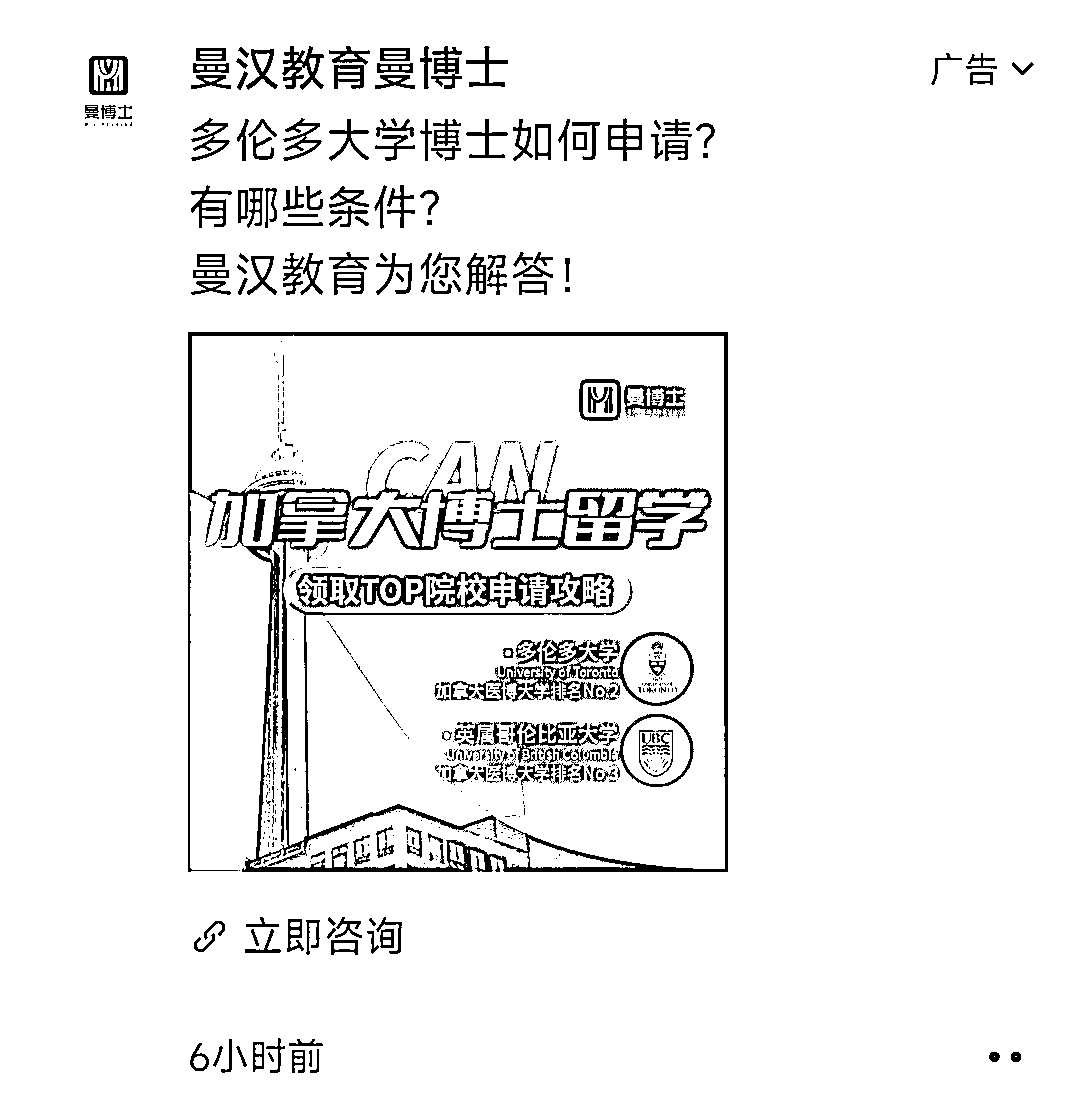 曼汉教育曼博士
广告
曼博士
多伦多大学博士如何申请?
有哪些条件?
曼汉教育为您解答!
曼博士
CAN
加拿大博士留学
领取TOP院校申请攻略
多伦多大学
University of Toronto
加拿大医博大学排名No.2
TORONTO
英属哥伦比亚大学
University of British Columbia
加拿大医博大学排名No.3
UBC
立即咨询
6小时前